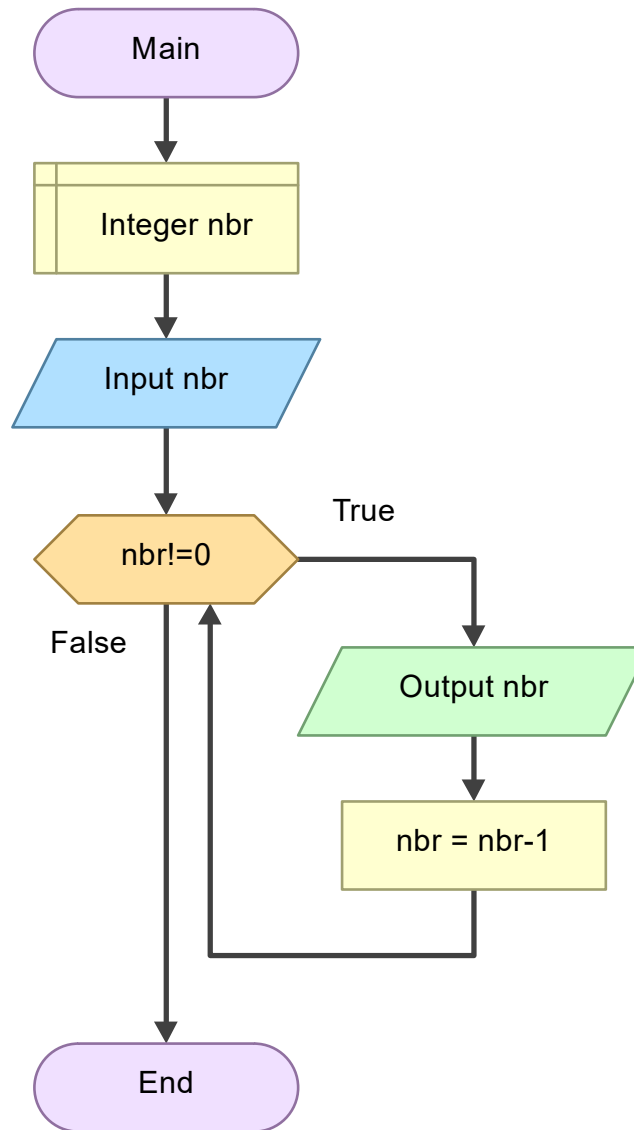 Main
Integer nbr
Input nbr
nbr!=0
True
False
Output nbr
nbr = nbr-1
End